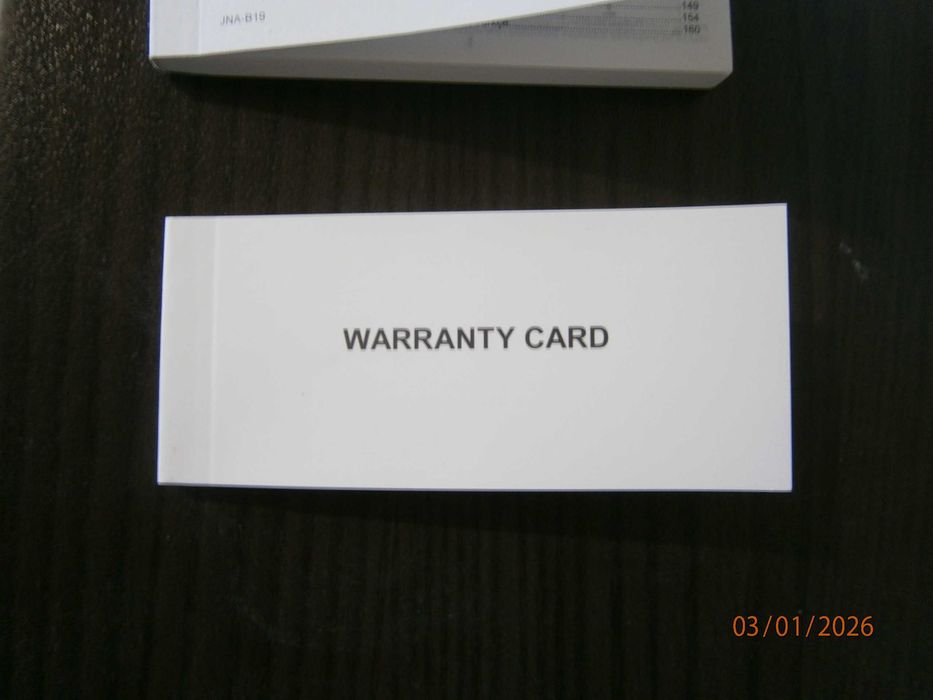 JNA-B19
149
154
160
WARRANTY CARD
03/01/2026